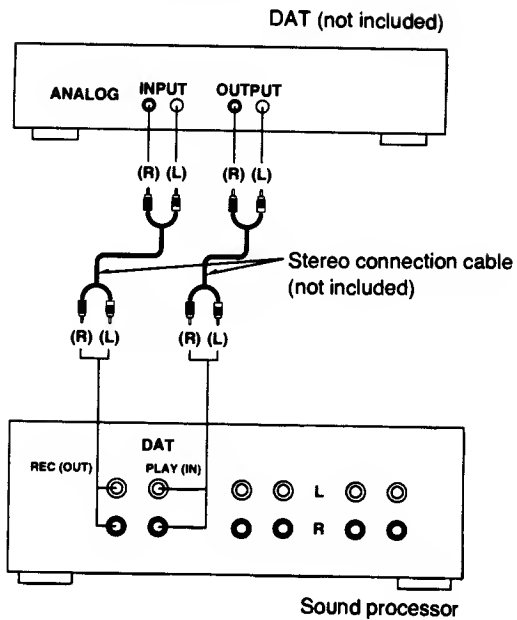 DAT (not included)
ANALOG INPUT OUTPUT
(R) (L) (R) (L)
Stereo connection cable
(not included)
(R) (L) (R) (L)
DAT
REC (OUT) PLAY (IN)
L
R
Sound processor